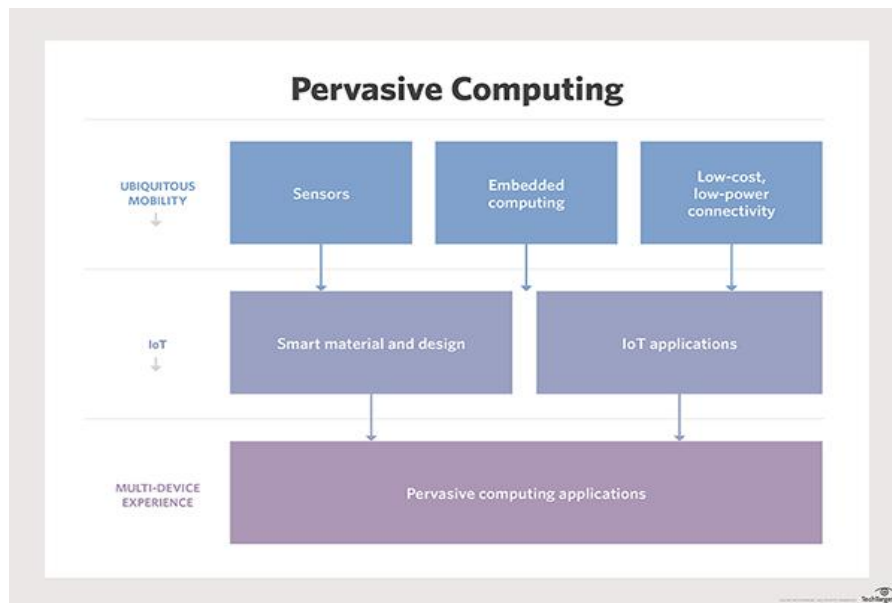 Pervasive Computing
UBIQUITOUS
MOBILITY
Sensors
Embedded
computing
Low-cost,
low-power
connectivity
IoT
Smart material and design
IoT applications
MULTI-DEVICE
EXPERIENCE
Pervasive computing applications
TechTarget